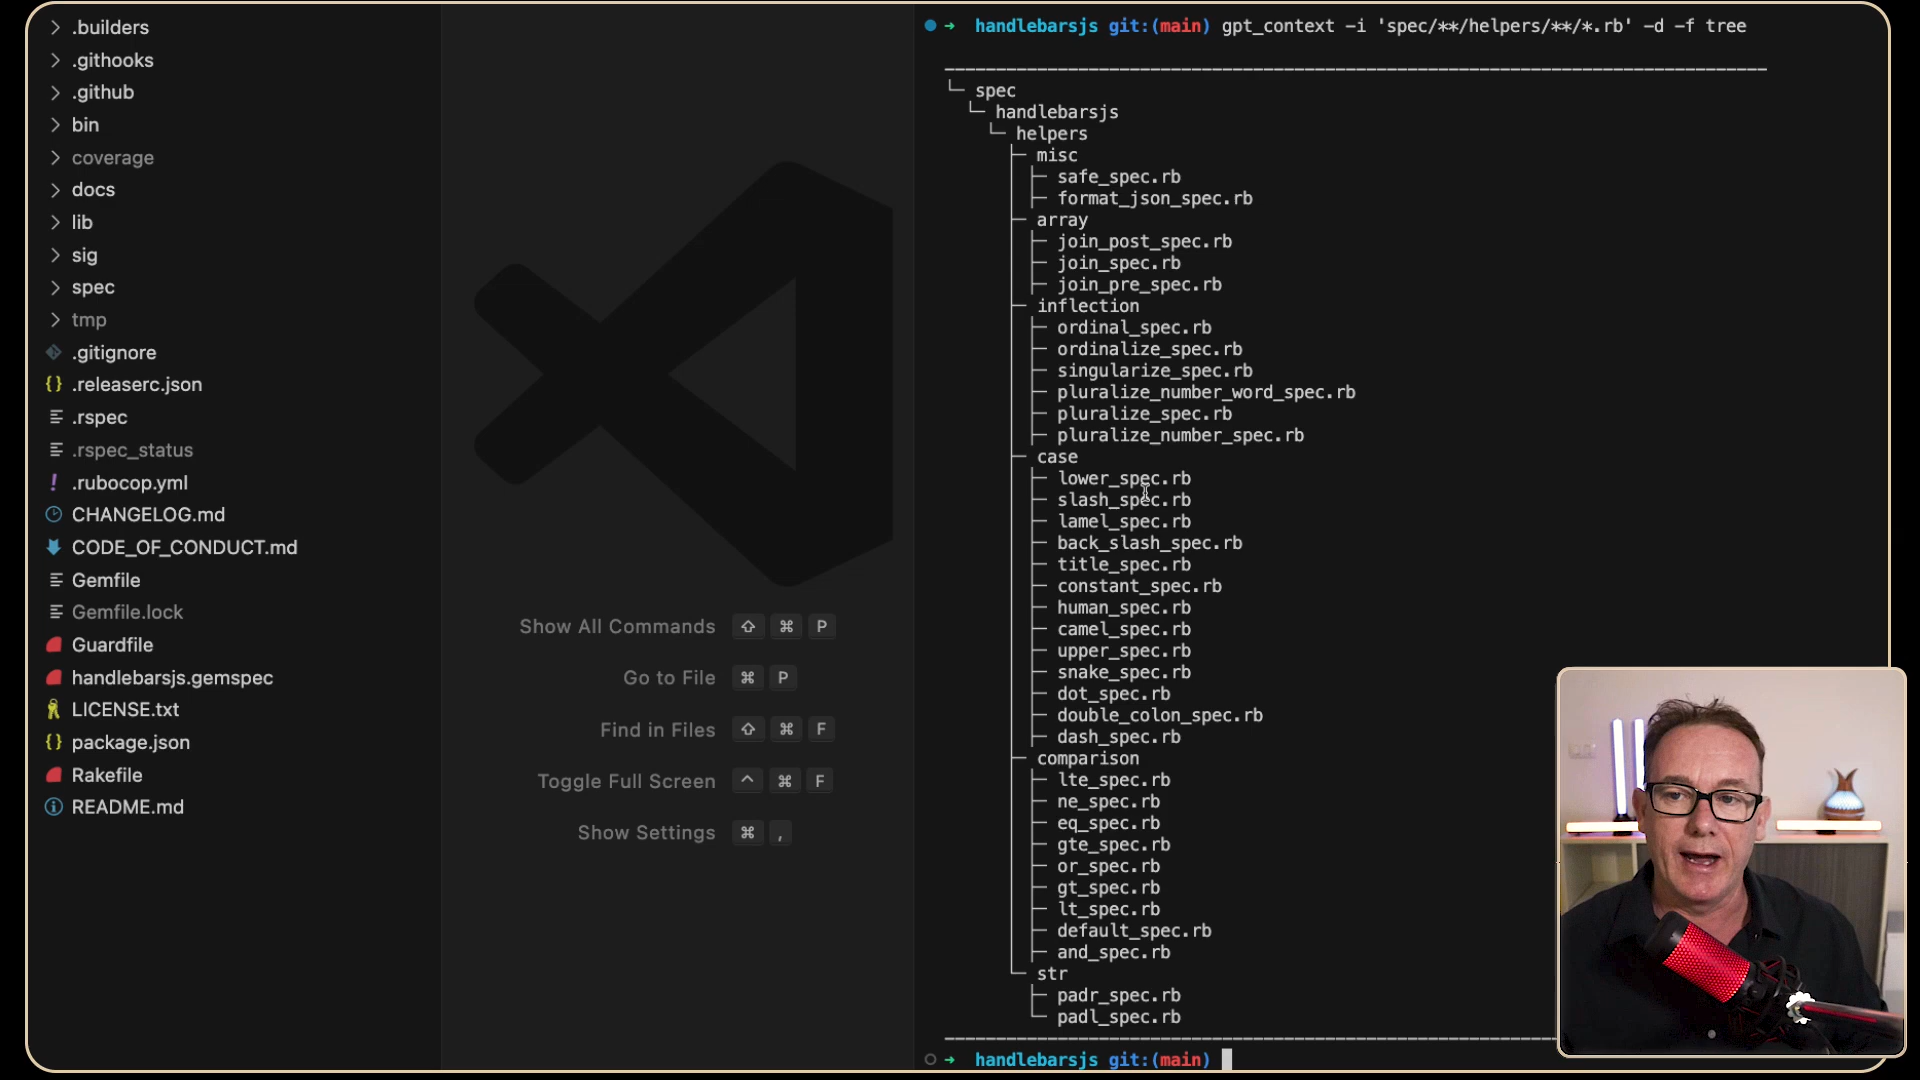 .builders
.githooks
.github
bin
coverage
docs
lib
sig
spec
tmp
.gitignore
{} .releaserc.json
.rspec
.rspec_status
! .rubocop.yml
CHANGELOG.md
CODE_OF_CONDUCT.md
Gemfile
Gemfile.lock
Guardfile
handlebarsjs.gemspec
LICENSE.txt
{} package.json
Rakefile
README.md
Show All Commands ⇧ ⌘ P
Go to File ⌘ P
Find in Files ⇧ ⌘ F
Toggle Full Screen ^ ⌘ F
Show Settings ⌘ ,
➜ handlebarsjs git:(main) gpt_context -i 'spec/**/helpers/**/*.rb' -d -f tree
└─ spec
└─ handlebarsjs
└─ helpers
├─ misc
├─ safe_spec.rb
├─ format_json_spec.rb
├─ array
├─ join_post_spec.rb
├─ join_spec.rb
├─ join_pre_spec.rb
├─ inflection
├─ ordinal_spec.rb
├─ ordinalize_spec.rb
├─ singularize_spec.rb
├─ pluralize_number_word_spec.rb
├─ pluralize_spec.rb
├─ pluralize_number_spec.rb
├─ case
├─ lower_spec.rb
├─ slash_spec.rb
├─ lamel_spec.rb
├─ back_slash_spec.rb
├─ title_spec.rb
├─ constant_spec.rb
├─ human_spec.rb
├─ camel_spec.rb
├─ upper_spec.rb
├─ snake_spec.rb
├─ dot_spec.rb
├─ double_colon_spec.rb
├─ dash_spec.rb
├─ comparison
├─ lte_spec.rb
├─ ne_spec.rb
├─ eq_spec.rb
├─ gte_spec.rb
├─ or_spec.rb
├─ gt_spec.rb
├─ lt_spec.rb
├─ default_spec.rb
├─ and_spec.rb
└─ str
├─ padr_spec.rb
└─ padl_spec.rb
➜ handlebarsjs git:(main)